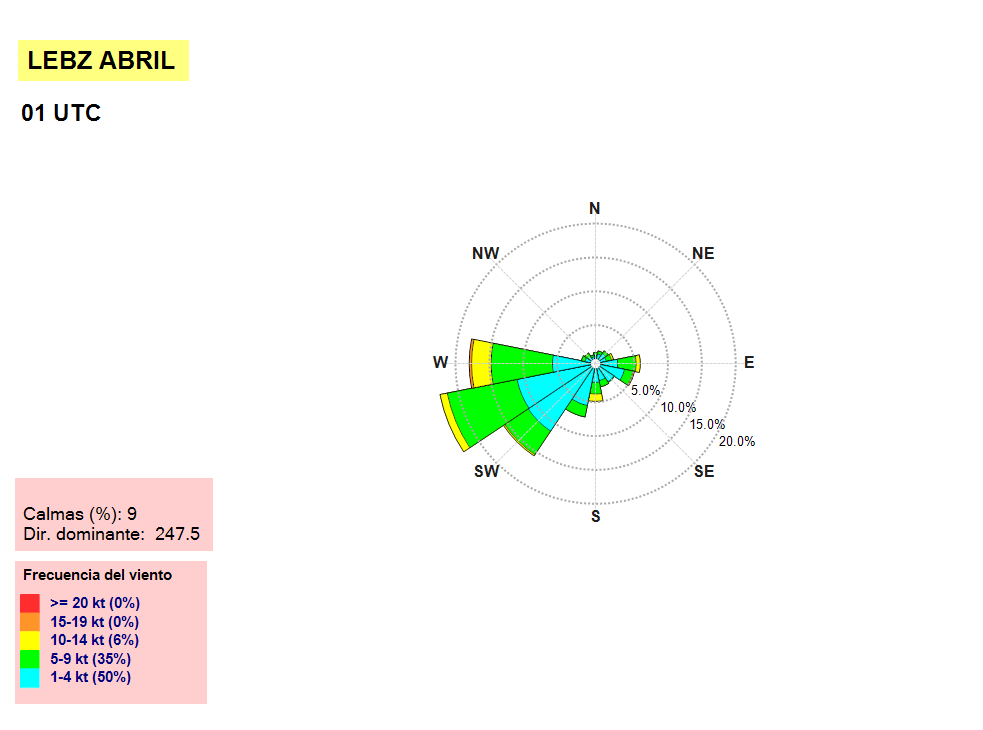 LEBZ ABRIL
01 UTC
N
NW
NE
W
E
5.0%
10.0%
15.0%
20.0%
SW
SE
S
Calmas (%): 9
Dir. dominante: 247.5
Frecuencia del viento
>= 20 kt (0%)
15-19 kt (0%)
10-14 kt (6%)
5-9 kt (35%)
1-4 kt (50%)